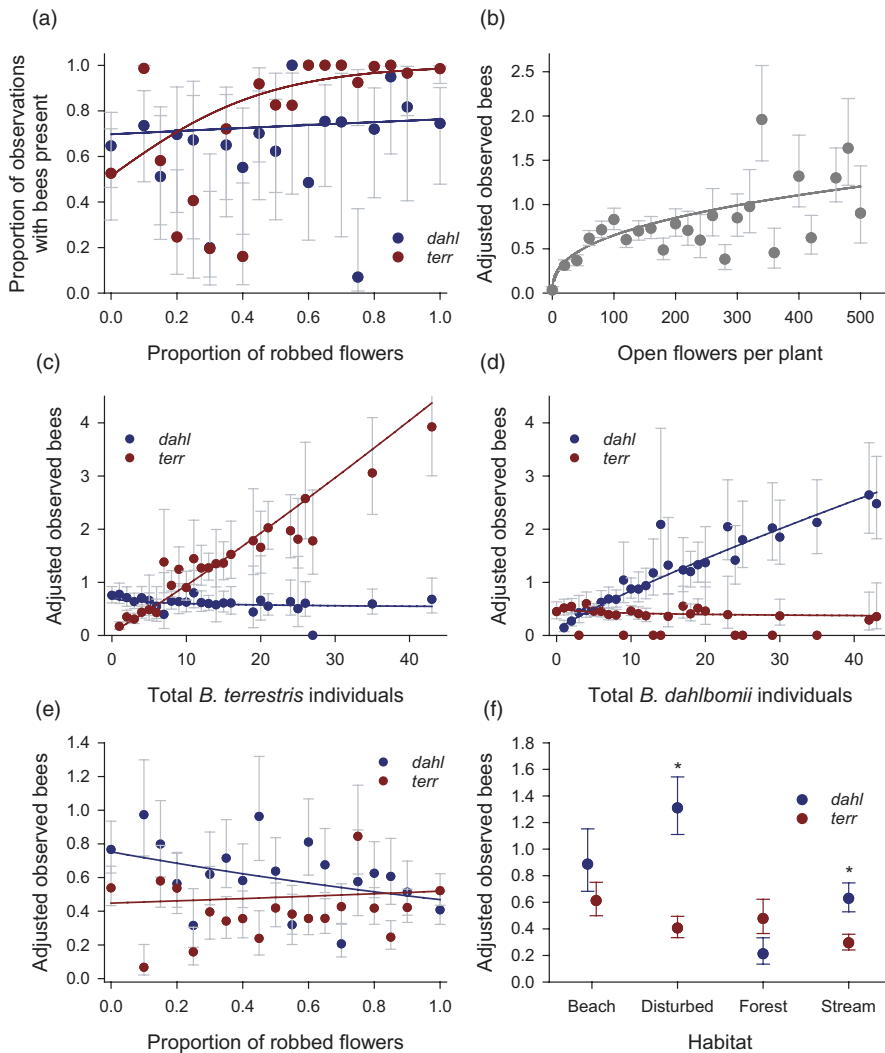 (a)
Proportion of observations
with bees present
1.0
0.8
0.6
0.4
0.2
0.0
dahl
terr
0.0 0.2 0.4 0.6 0.8 1.0
Proportion of robbed flowers
(b)
Adjusted observed bees
2.5
2.0
1.5
1.0
0.5
0.0
0 100 200 300 400 500
Open flowers per plant
(c)
Adjusted observed bees
4
3
2
1
0
dahl
terr
0 10 20 30 40
Total B. terrestris individuals
(d)
Adjusted observed bees
4
3
2
1
0
dahl
terr
0 10 20 30 40
Total B. dahlbomii individuals
(e)
Adjusted observed bees
1.4
1.2
1.0
0.8
0.6
0.4
0.2
0.0
dahl
terr
0.0 0.2 0.4 0.6 0.8 1.0
Proportion of robbed flowers
(f)
Adjusted observed bees
1.8
1.6
1.4
1.2
1.0
0.8
0.6
0.4
0.2
0.0
*
dahl
terr
*
Beach Disturbed Forest Stream
Habitat